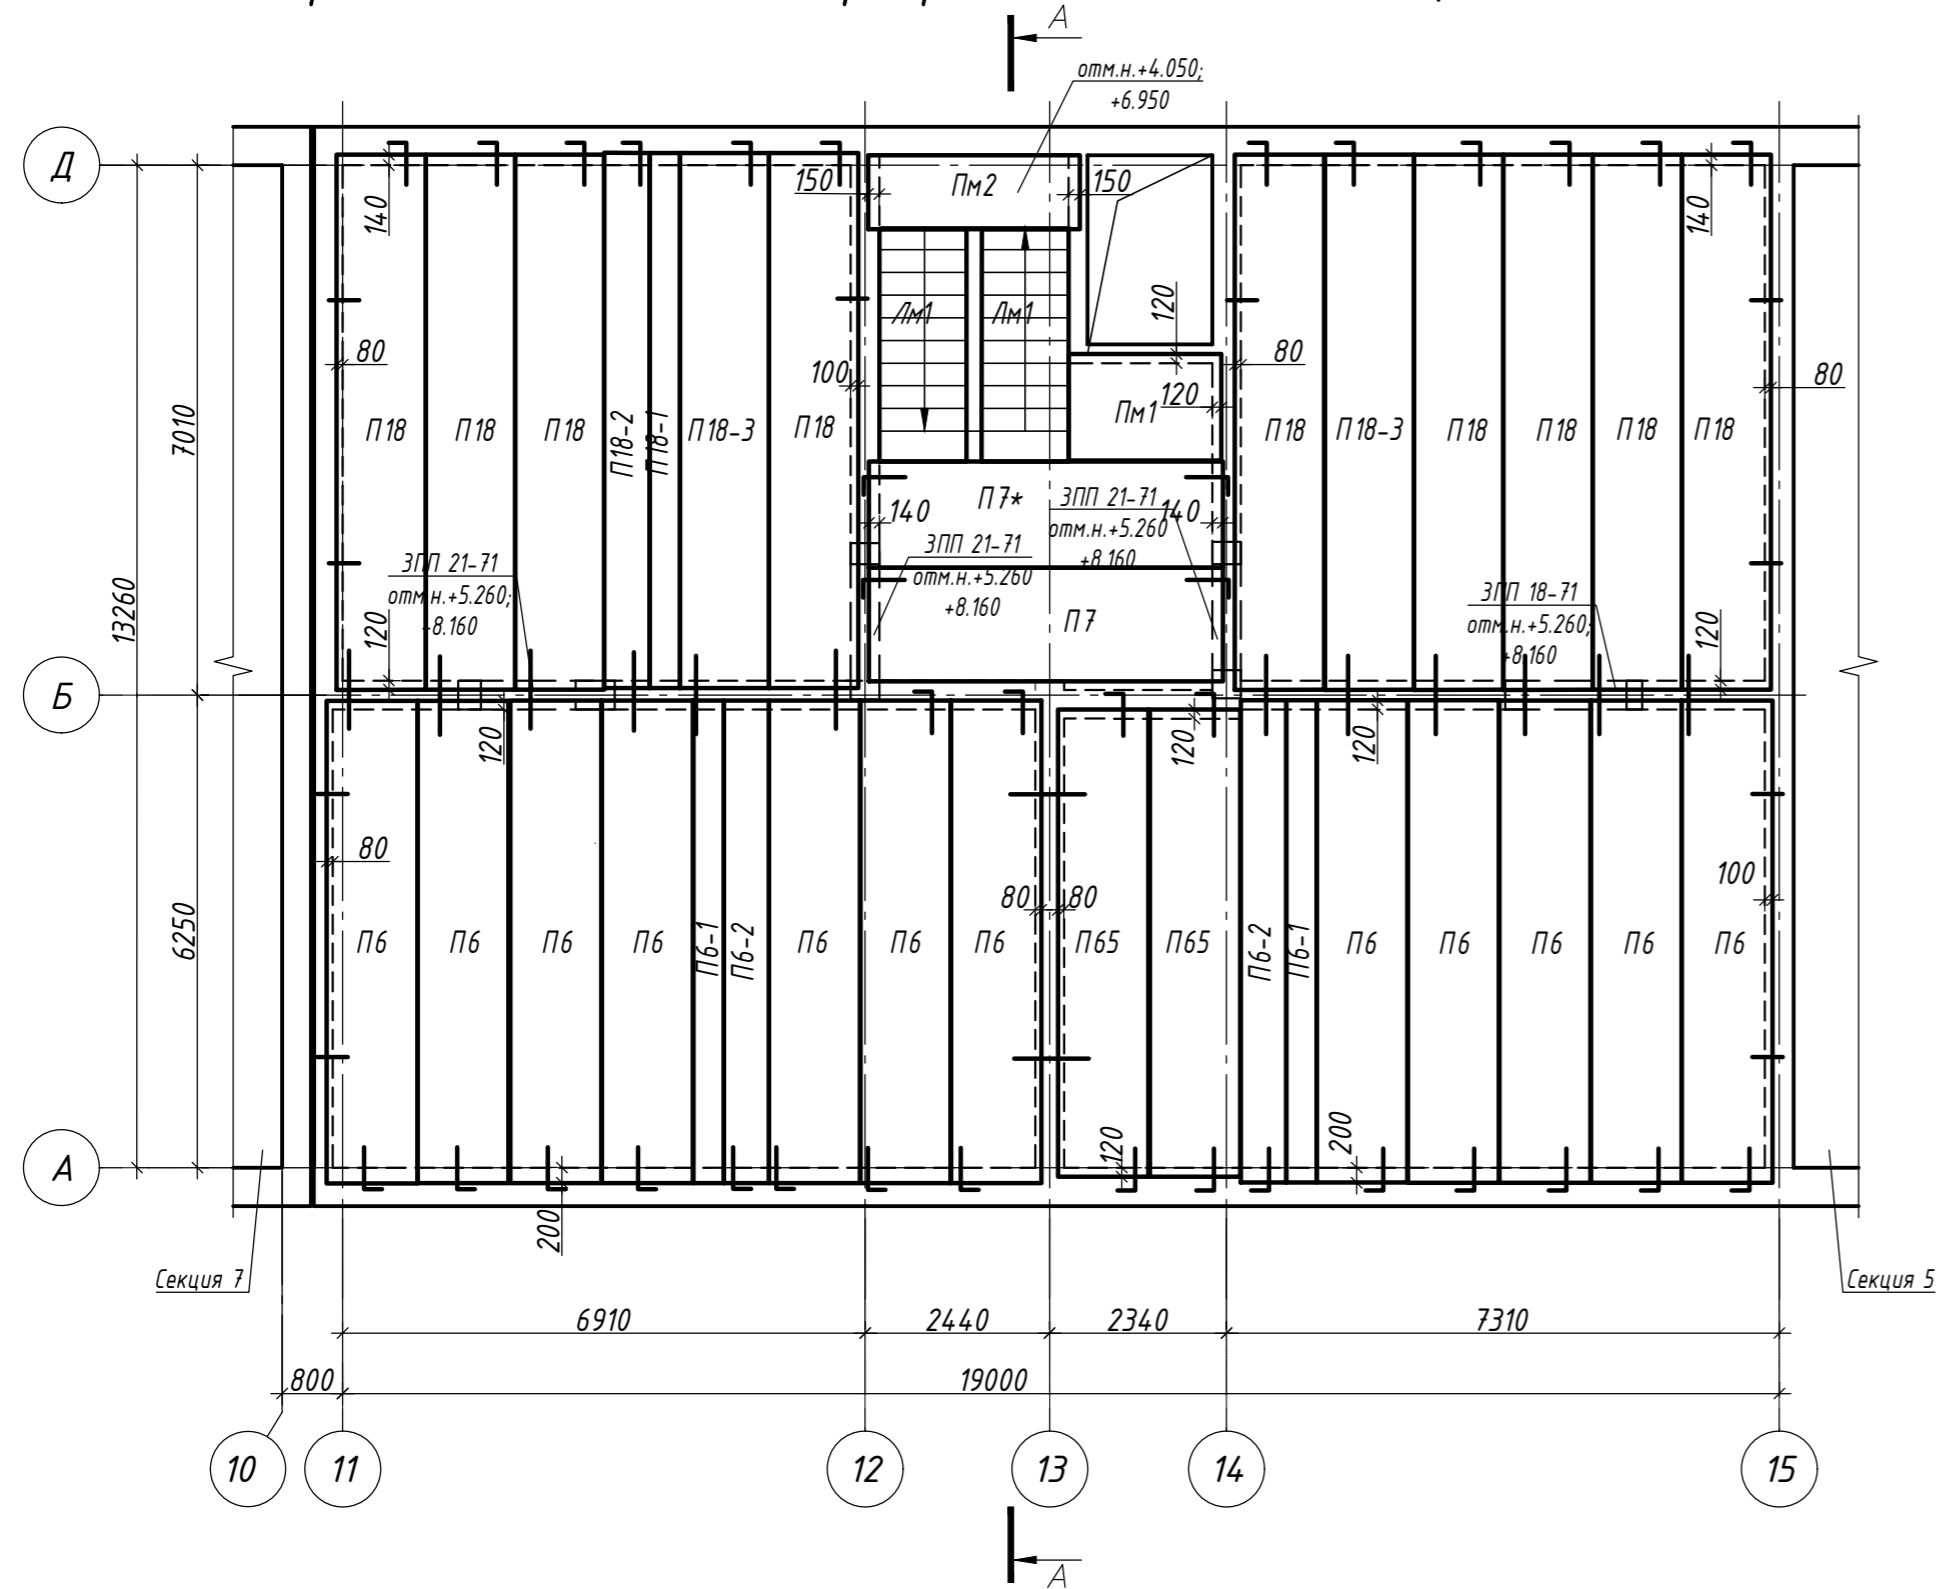 А
отм.н.+4.050;
+6.950
Д
150
Пм2
150
140
140
Лм1
Лм1
120
80
80
80
100
Пм1
120
7010
П18
П18
П18
П18-2
П18-1
П18-3
П18
П18
П18-3
П18
П18
П18
П18
П7*
ЗПП 21-71
отм.н.+5.260
+8.160
140
140
ЗПП 21-71
отм.н.+5.260
+8.160
ЗПП 21-71
отм.н.+5.260;
+8.160
ЗПП 18-71
отм.н.+5.260;
+8.160
13260
120
П7
120
Б
120
120
120
80
80
80
100
6250
П6
П6
П6
П6
П6-1
П6-2
П6
П6
П6
П65
П65
П6-2
П6-1
П6
П6
П6
П6
П6
120
200
А
200
Секция 7
Секция 5
6910
2440
2340
7310
800
19000
10
11
12
13
14
15
А